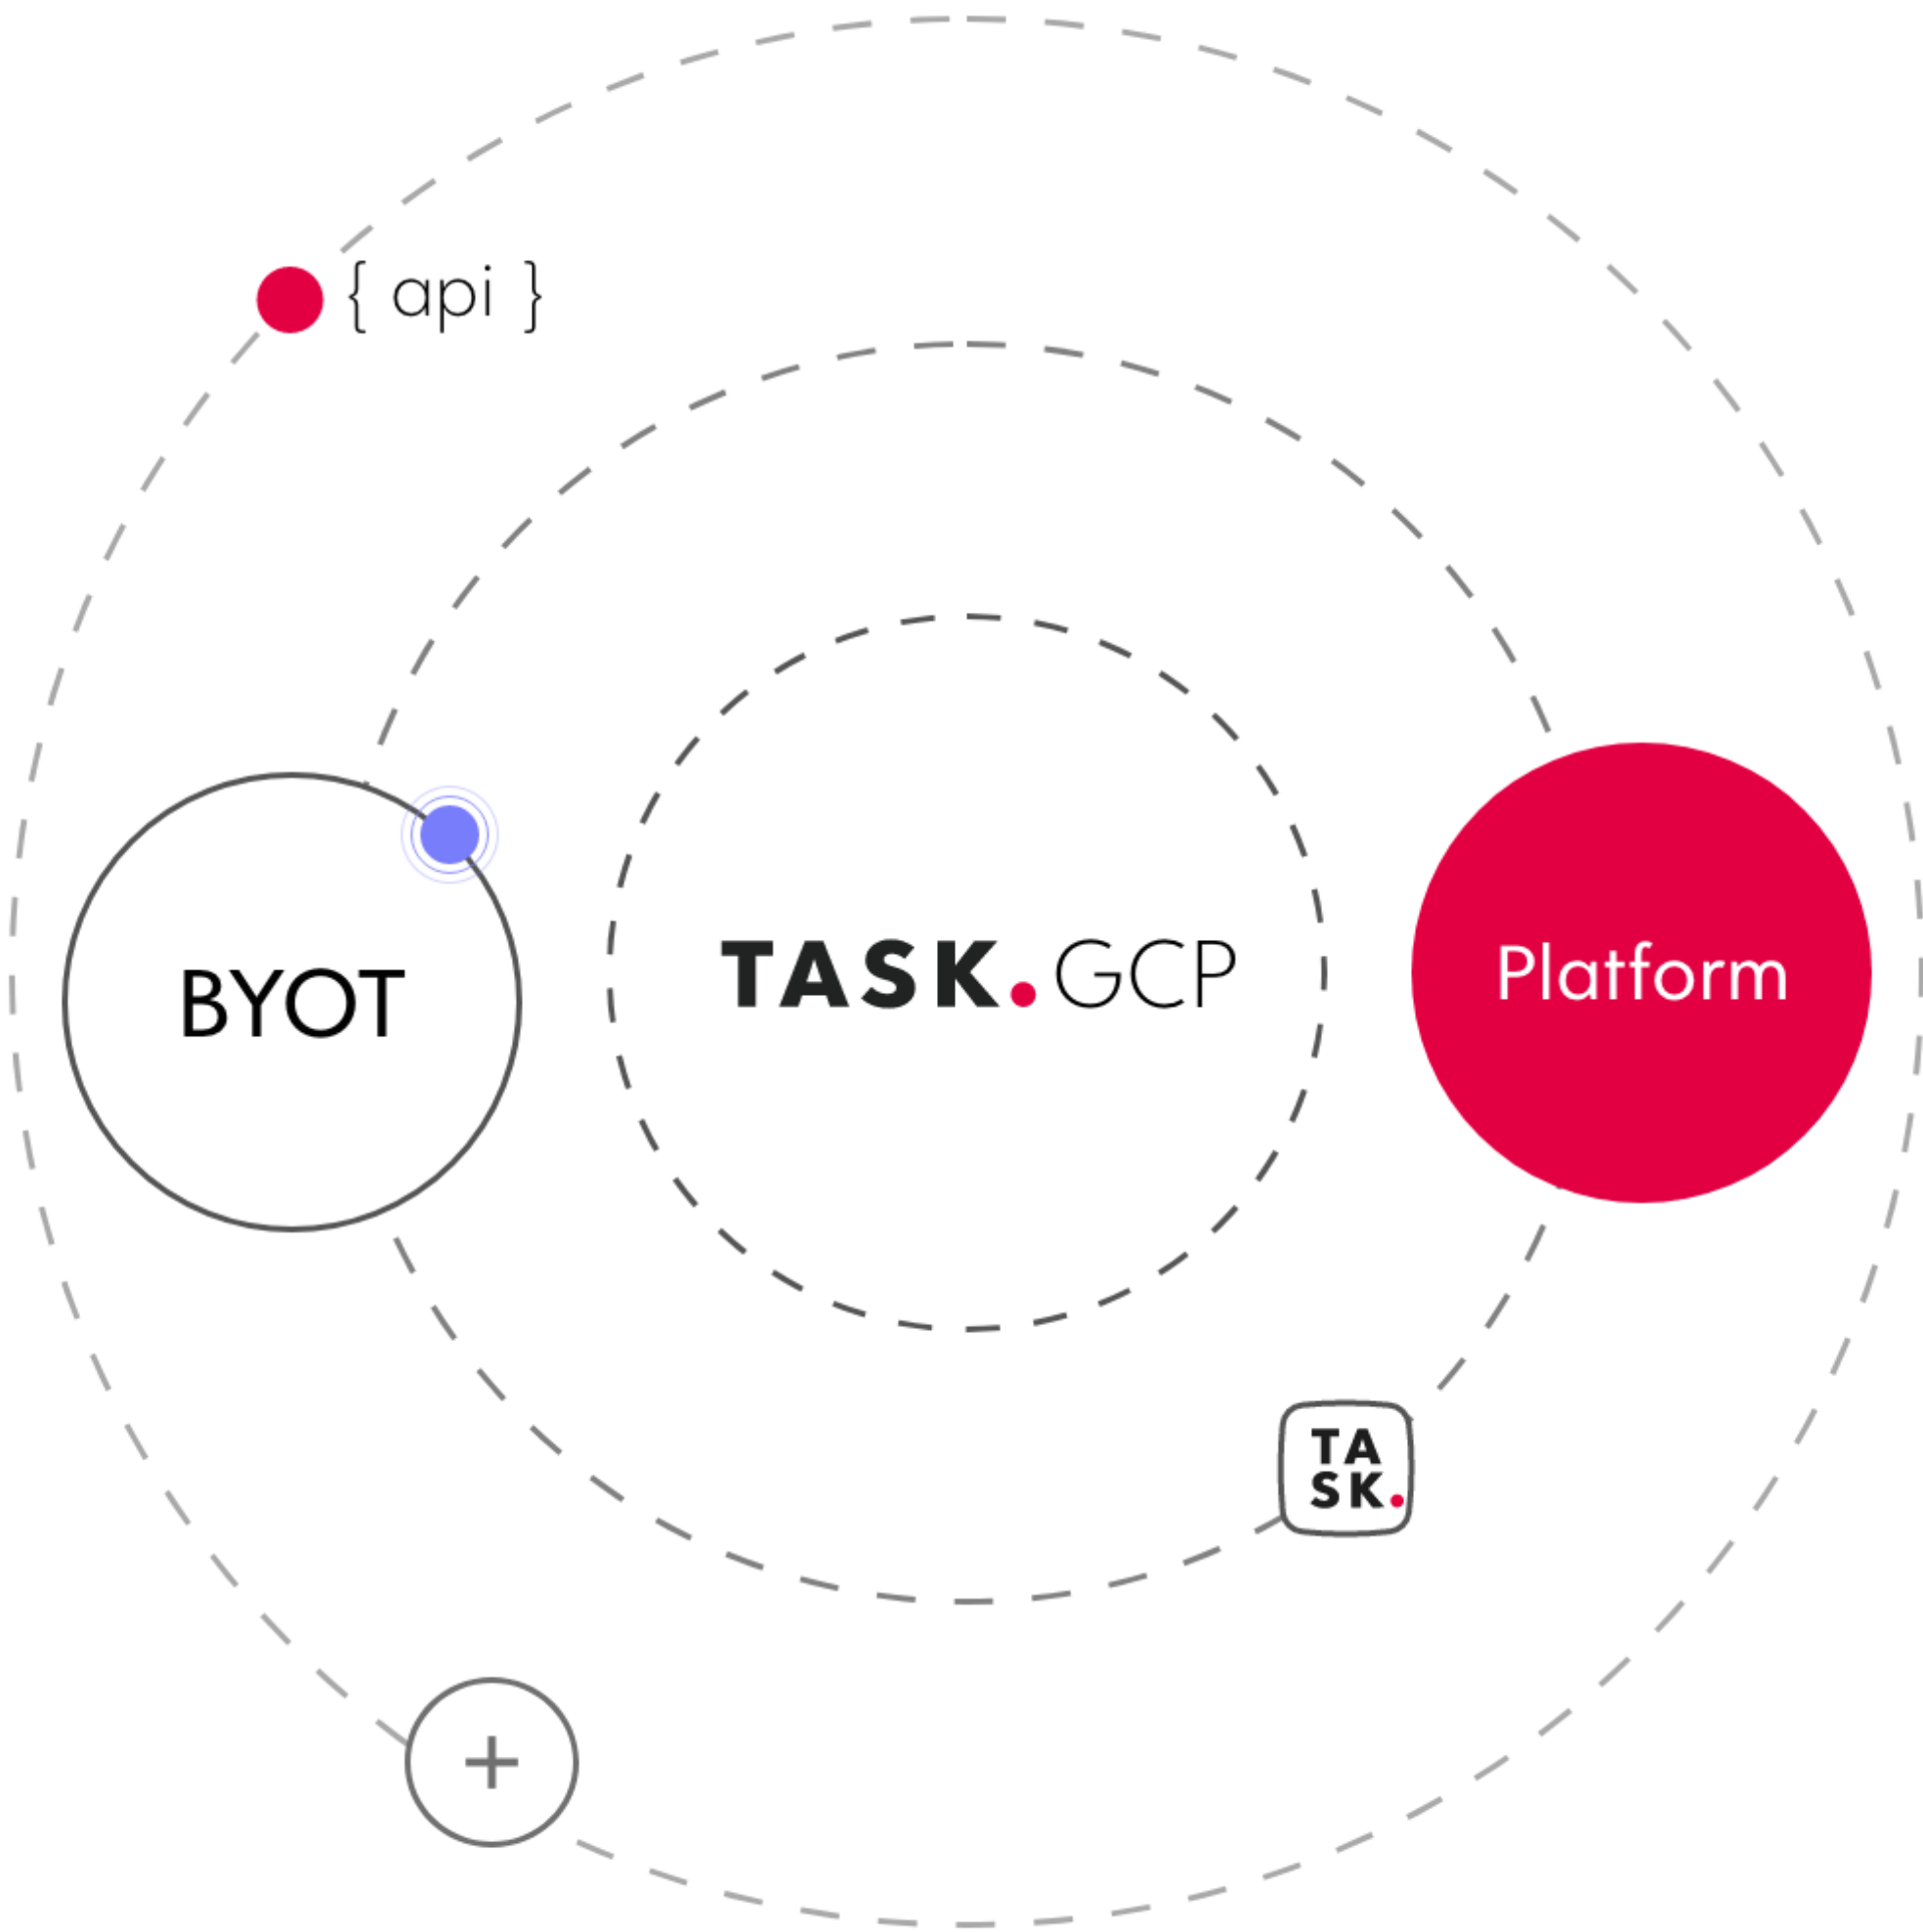 { api }
BYOT
TASK.GCP
Platform
TA
SK.
+